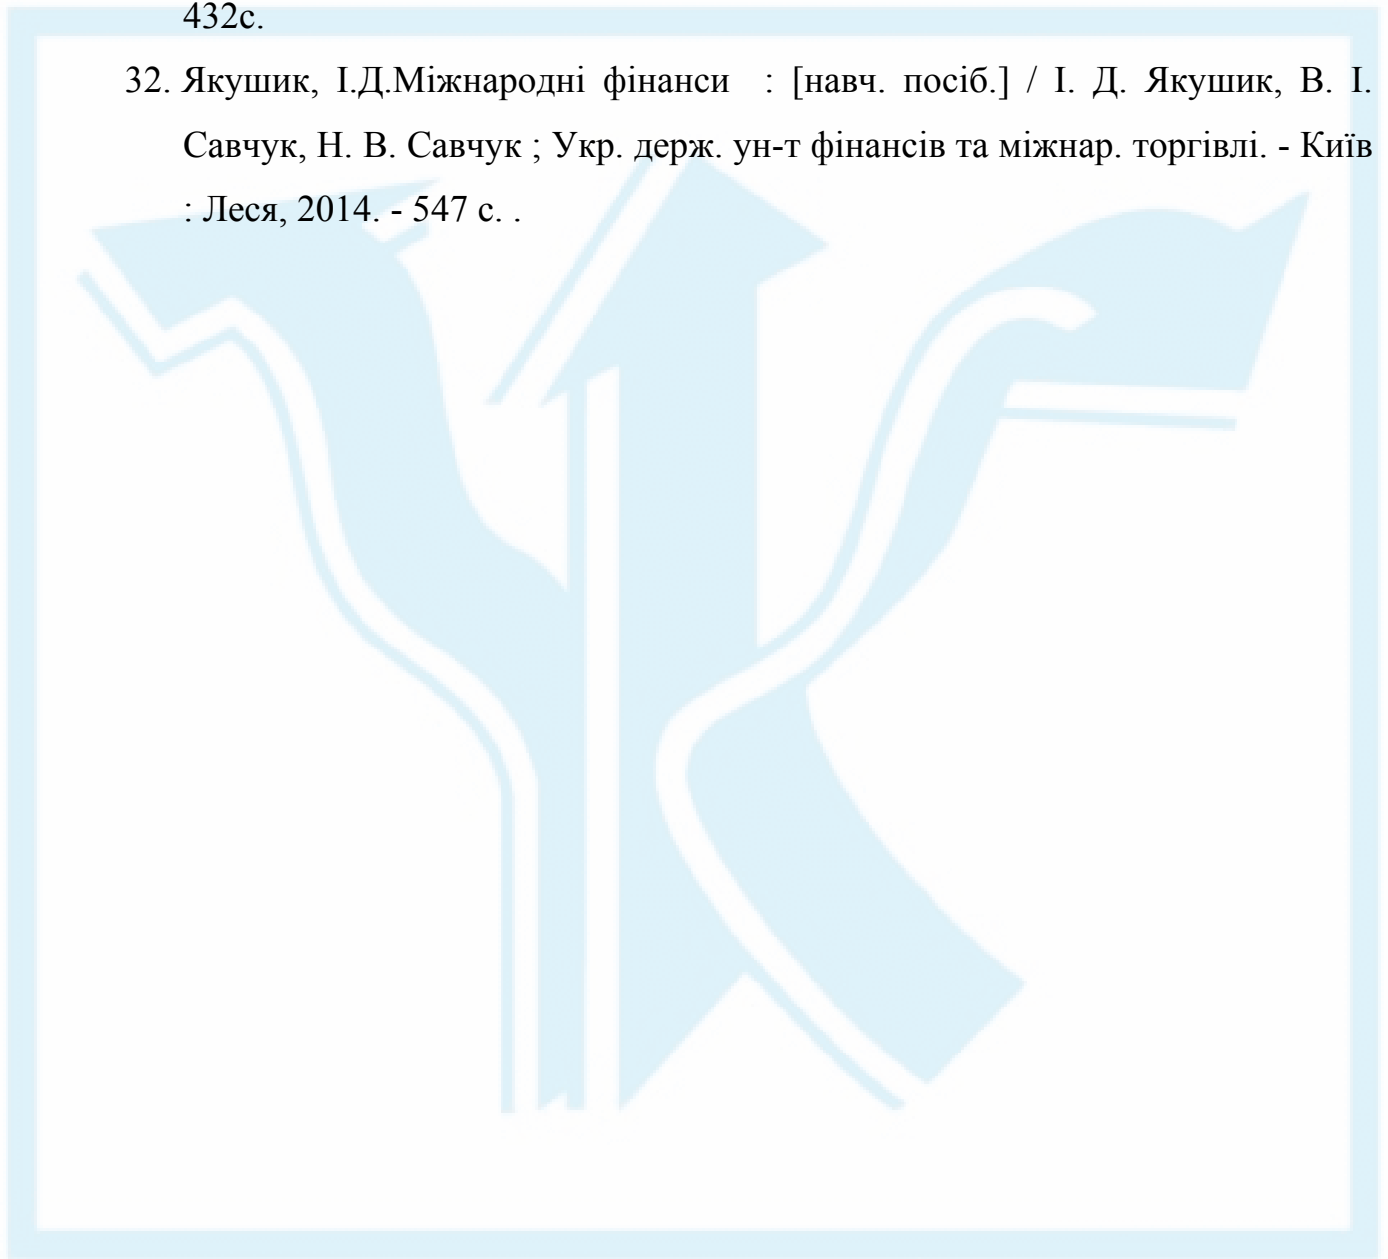 432с.
32. Якушик, І.Д.Міжнародні фінанси : [навч. посіб.] / І. Д. Якушик, В. І.
Савчук, Н. В. Савчук ; Укр. держ. ун-т фінансів та міжнар. торгівлі. - Київ
: Леся, 2014. - 547 с. .